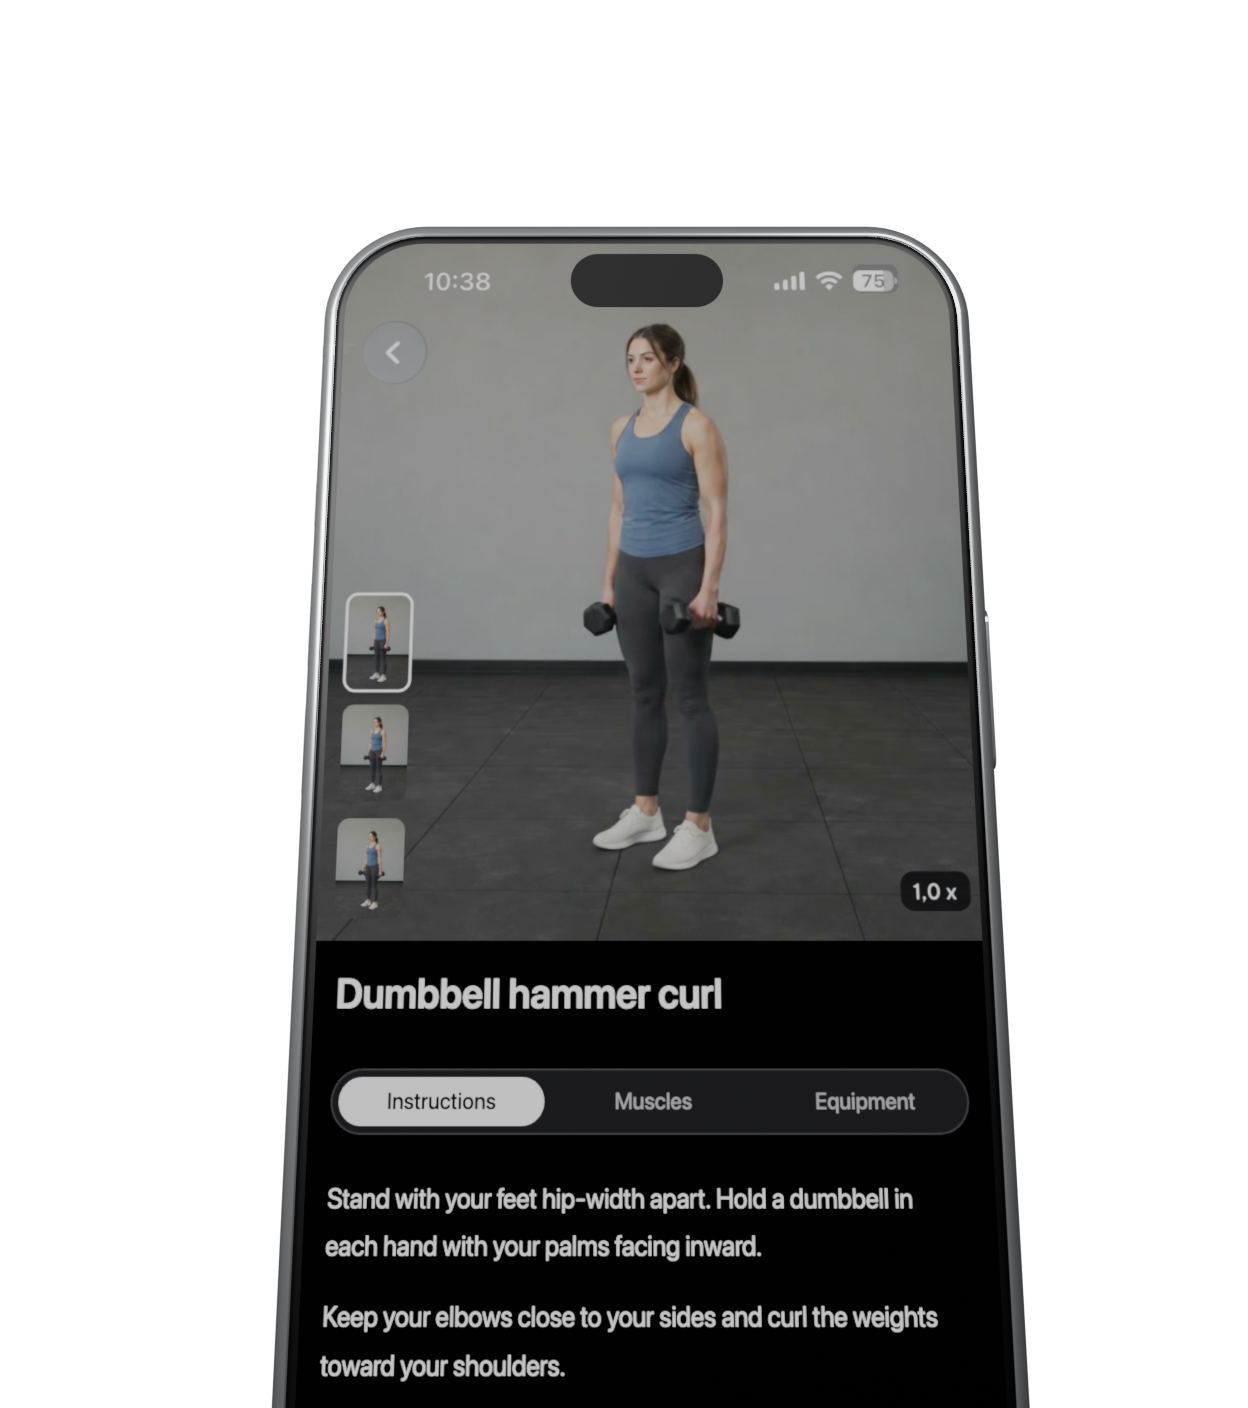 10:38
75
1,0 x
Dumbbell hammer curl
Instructions
Muscles
Equipment
Stand with your feet hip-width apart. Hold a dumbbell in
each hand with your palms facing inward.
Keep your elbows close to your sides and curl the weights
toward your shoulders.